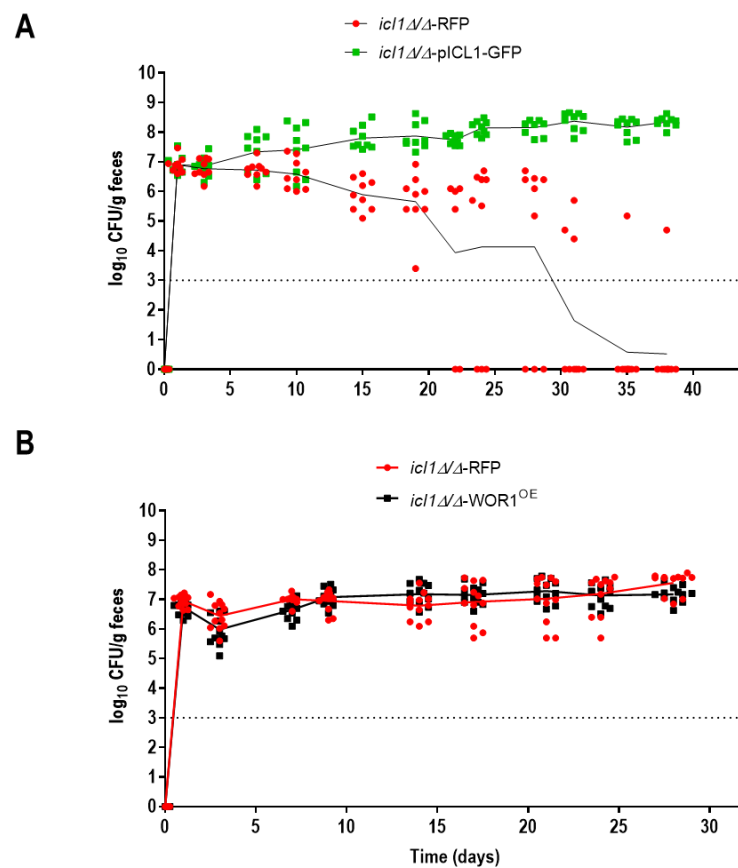 A
icl1Δ/Δ-RFP
icl1Δ/Δ-pICL1-GFP
10
9
8
7
6
5
4
3
2
1
0
log10 CFU/g feces
0 5 10 15 20 25 30 35 40
B
icl1Δ/Δ-RFP
icl1Δ/Δ-WOR1OE
10
9
8
7
6
5
4
3
2
1
0
log10 CFU/g feces
0 5 10 15 20 25 30
Time (days)